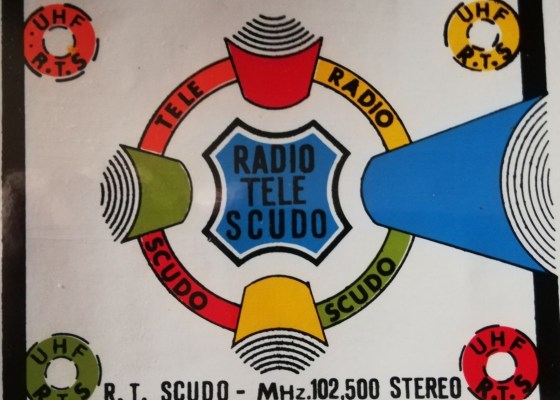 UHF
R.T.S
UHF
R.T.S
TELE
RADIO
RADIO
TELE
SCUDO
SCUDO
SCUDO
UHF
R.T.S
UHF
R.T.S
R. T. SCUDO - MHz.102,500 STEREO